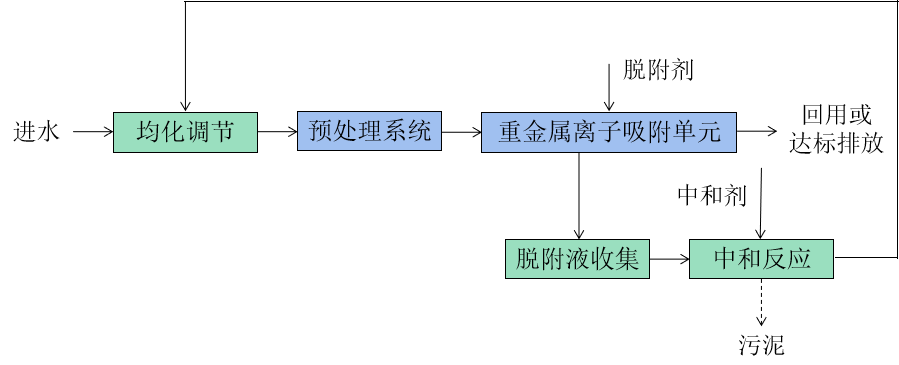 脱附剂
进水
均化调节
预处理系统
重金属离子吸附单元
回用或
达标排放
中和剂
脱附液收集
中和反应
污泥